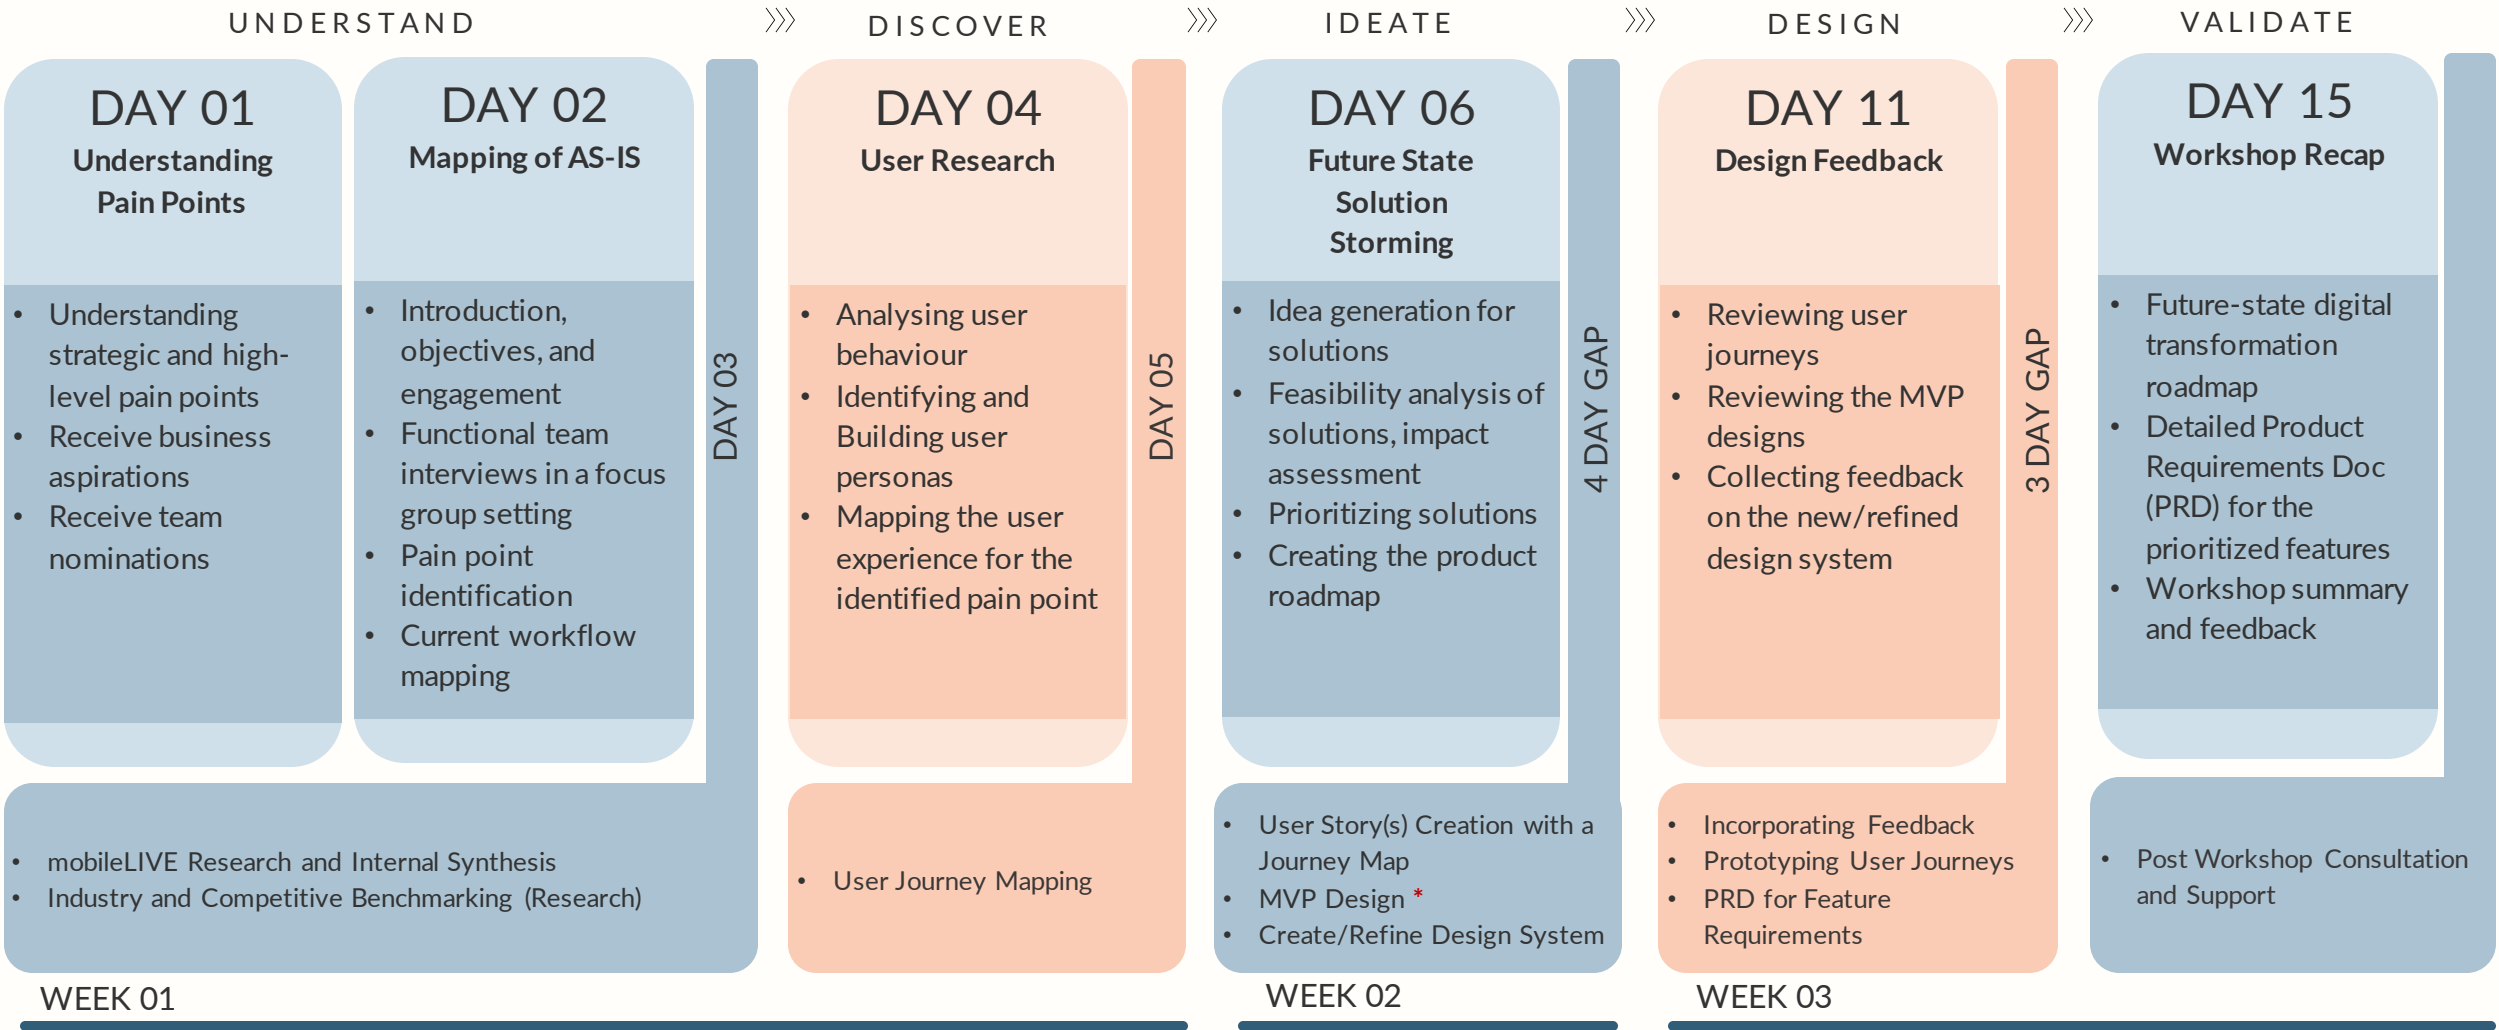 UNDERSTAND
DISCOVER
IDEATE
DESIGN
VALIDATE
DAY 01
Understanding
Pain Points
• Understanding
strategic and high-
level pain points
• Receive business
aspirations
• Receive team
nominations
DAY 02
Mapping of AS-IS
• Introduction,
objectives, and
engagement
• Functional team
interviews in a focus
group setting
• Pain point
identification
• Current workflow
mapping
DAY 03
• mobileLIVE Research and Internal Synthesis
• Industry and Competitive Benchmarking (Research)
DAY 04
User Research
• Analysing user
behaviour
• Identifying and
Building user
personas
• Mapping the user
experience for the
identified pain point
DAY 05
• User Journey Mapping
DAY 06
Future State
Solution
Storming
• Idea generation for
solutions
• Feasibility analysis of
solutions, impact
assessment
• Prioritizing solutions
• Creating the product
roadmap
4 DAY GAP
• User Story(s) Creation with a
Journey Map
• MVP Design *
• Create/Refine Design System
DAY 11
Design Feedback
• Reviewing user
journeys
• Reviewing the MVP
designs
• Collecting feedback
on the new/refined
design system
3 DAY GAP
• Incorporating Feedback
• Prototyping User Journeys
• PRD for Feature
Requirements
DAY 15
Workshop Recap
• Future-state digital
transformation
roadmap
• Detailed Product
Requirements Doc
(PRD) for the
prioritized features
• Workshop summary
and feedback
• Post Workshop Consultation
and Support
WEEK 01
WEEK 02
WEEK 03